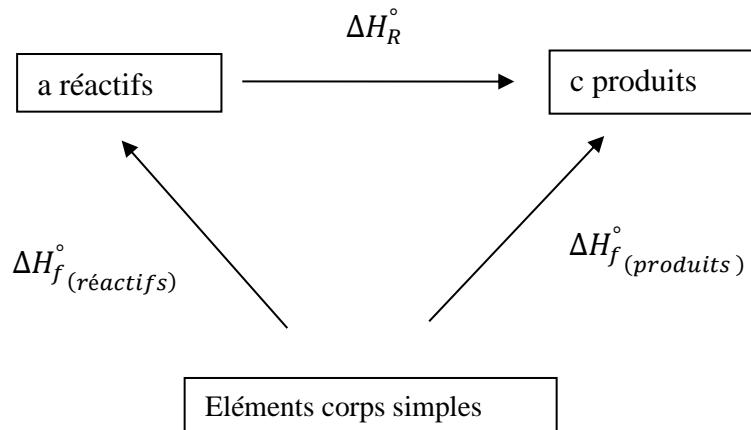 ΔH°R
a réactifs
c produits
ΔH°f(réactifs)
ΔH°f(produits)
Eléments corps simples